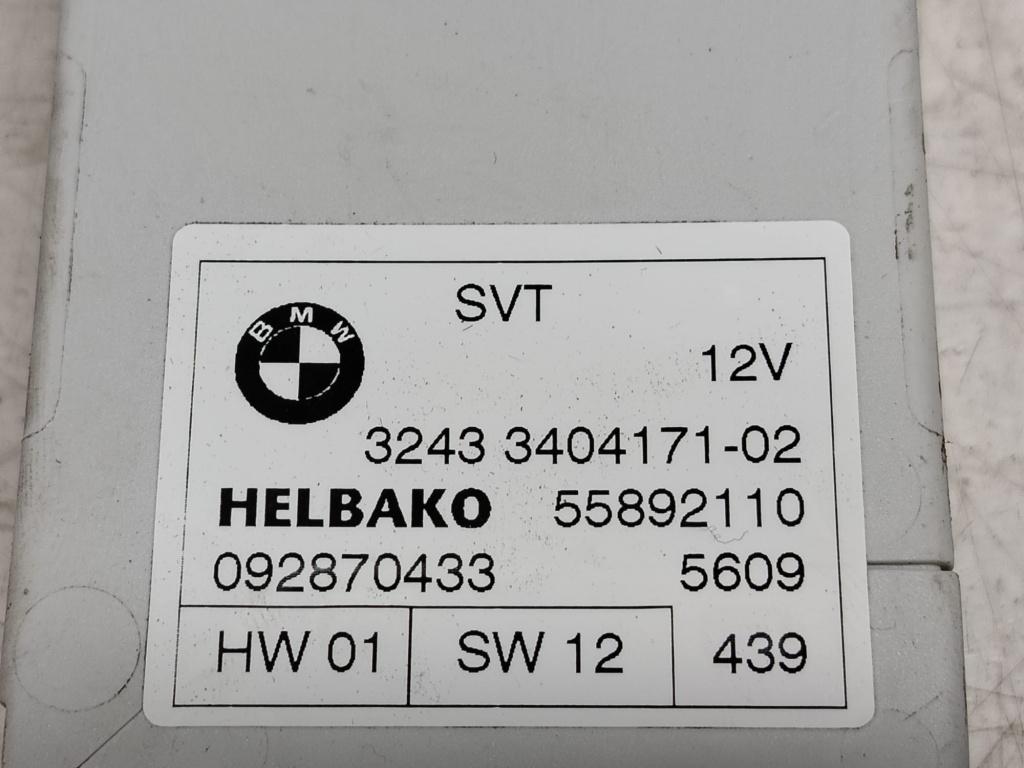 SVT
BMW
12V
3243 3404171-02
HELBAKO 55892110
092870433 5609
HW 01 SW 12 439